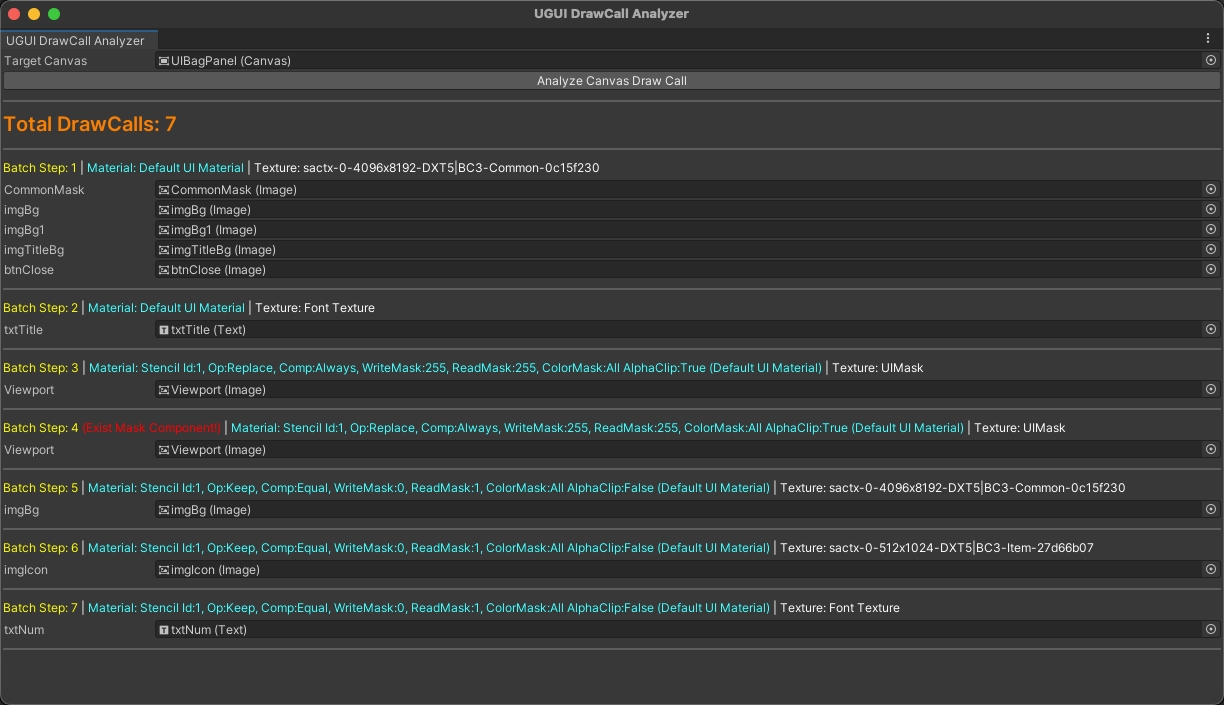 UGUI DrawCall Analyzer
UGUI DrawCall Analyzer
Target Canvas UIBagPanel (Canvas)
Analyze Canvas Draw Call
Total DrawCalls: 7
Batch Step: 1 | Material: Default UI Material | Texture: sactx-0-4096x8192-DXT5|BC3-Common-0c15f230
CommonMask CommonMask (Image)
imgBg imgBg (Image)
imgBg1 imgBg1 (Image)
imgTitleBg imgTitleBg (Image)
btnClose btnClose (Image)
Batch Step: 2 | Material: Default UI Material | Texture: Font Texture
txtTitle txtTitle (Text)
Batch Step: 3 | Material: Stencil Id:1, Op:Replace, Comp:Always, WriteMask:255, ReadMask:255, ColorMask:All AlphaClip:True (Default UI Material) | Texture: UIMask
Viewport Viewport (Image)
Batch Step: 4 (Exist Mask Component!) | Material: Stencil Id:1, Op:Replace, Comp:Always, WriteMask:255, ReadMask:255, ColorMask:All AlphaClip:True (Default UI Material) | Texture: UIMask
Viewport Viewport (Image)
Batch Step: 5 | Material: Stencil Id:1, Op:Keep, Comp:Equal, WriteMask:0, ReadMask:1, ColorMask:All AlphaClip:False (Default UI Material) | Texture: sactx-0-4096x8192-DXT5|BC3-Common-0c15f230
imgBg imgBg (Image)
Batch Step: 6 | Material: Stencil Id:1, Op:Keep, Comp:Equal, WriteMask:0, ReadMask:1, ColorMask:All AlphaClip:False (Default UI Material) | Texture: sactx-0-512x1024-DXT5|BC3-Item-27d66b07
imgIcon imgIcon (Image)
Batch Step: 7 | Material: Stencil Id:1, Op:Keep, Comp:Equal, WriteMask:0, ReadMask:1, ColorMask:All AlphaClip:False (Default UI Material) | Texture: Font Texture
txtNum txtNum (Text)